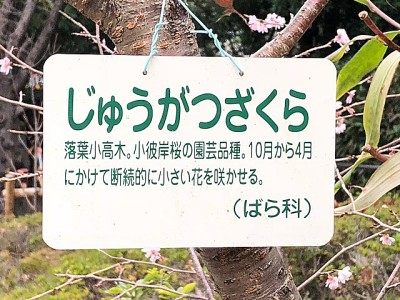 じゅうがつざくら
落葉小高木。小彼岸桜の園芸品種。10月から4月
にかけて断続的に小さい花を咲かせる。
（ばら科）